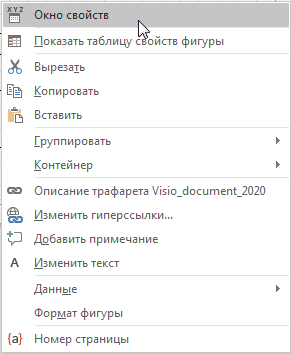 XYZ Окно свойств
Показать таблицу свойств фигуры
Вырезать
Копировать
Вставить
Группировать
Контейнер
Описание трафарета Visio_document_2020
Изменить гиперссылки...
Добавить примечание
A Изменить текст
Данные
Формат фигуры
{a} Номер страницы